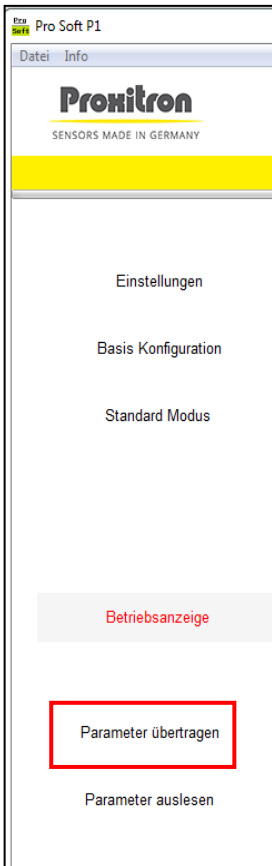 Pro
Soft
Pro Soft P1
Datei Info
Proxitron
SENSORS MADE IN GERMANY
Einstellungen
Basis Konfiguration
Standard Modus
Betriebsanzeige
Parameter übertragen
Parameter auslesen